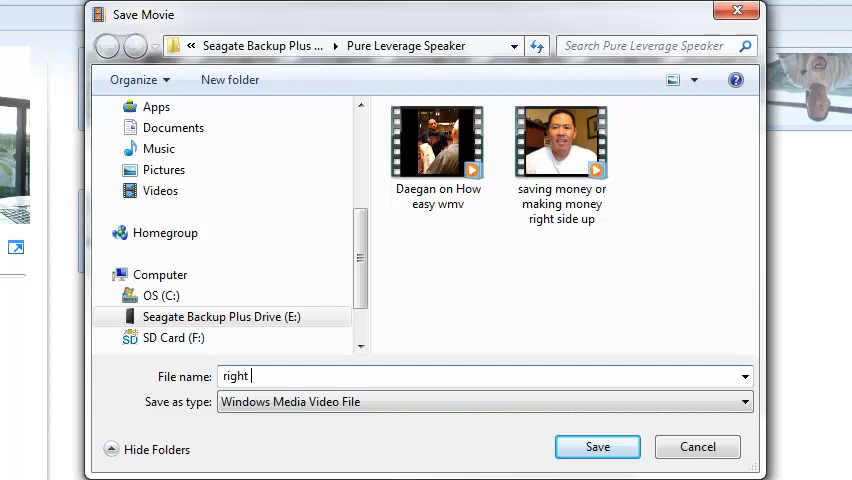 Save Movie
Seagate Backup Plus ... Pure Leverage Speaker
Search Pure Leverage Speaker
Organize
New folder
Apps
Documents
Music
Pictures
Videos
Homegroup
Computer
OS (C:)
Seagate Backup Plus Drive (E:)
SD Card (F:)
Daegan on How
easy wmv
saving money or
making money
right side up
File name: right
Save as type: Windows Media Video File
Hide Folders
Save
Cancel